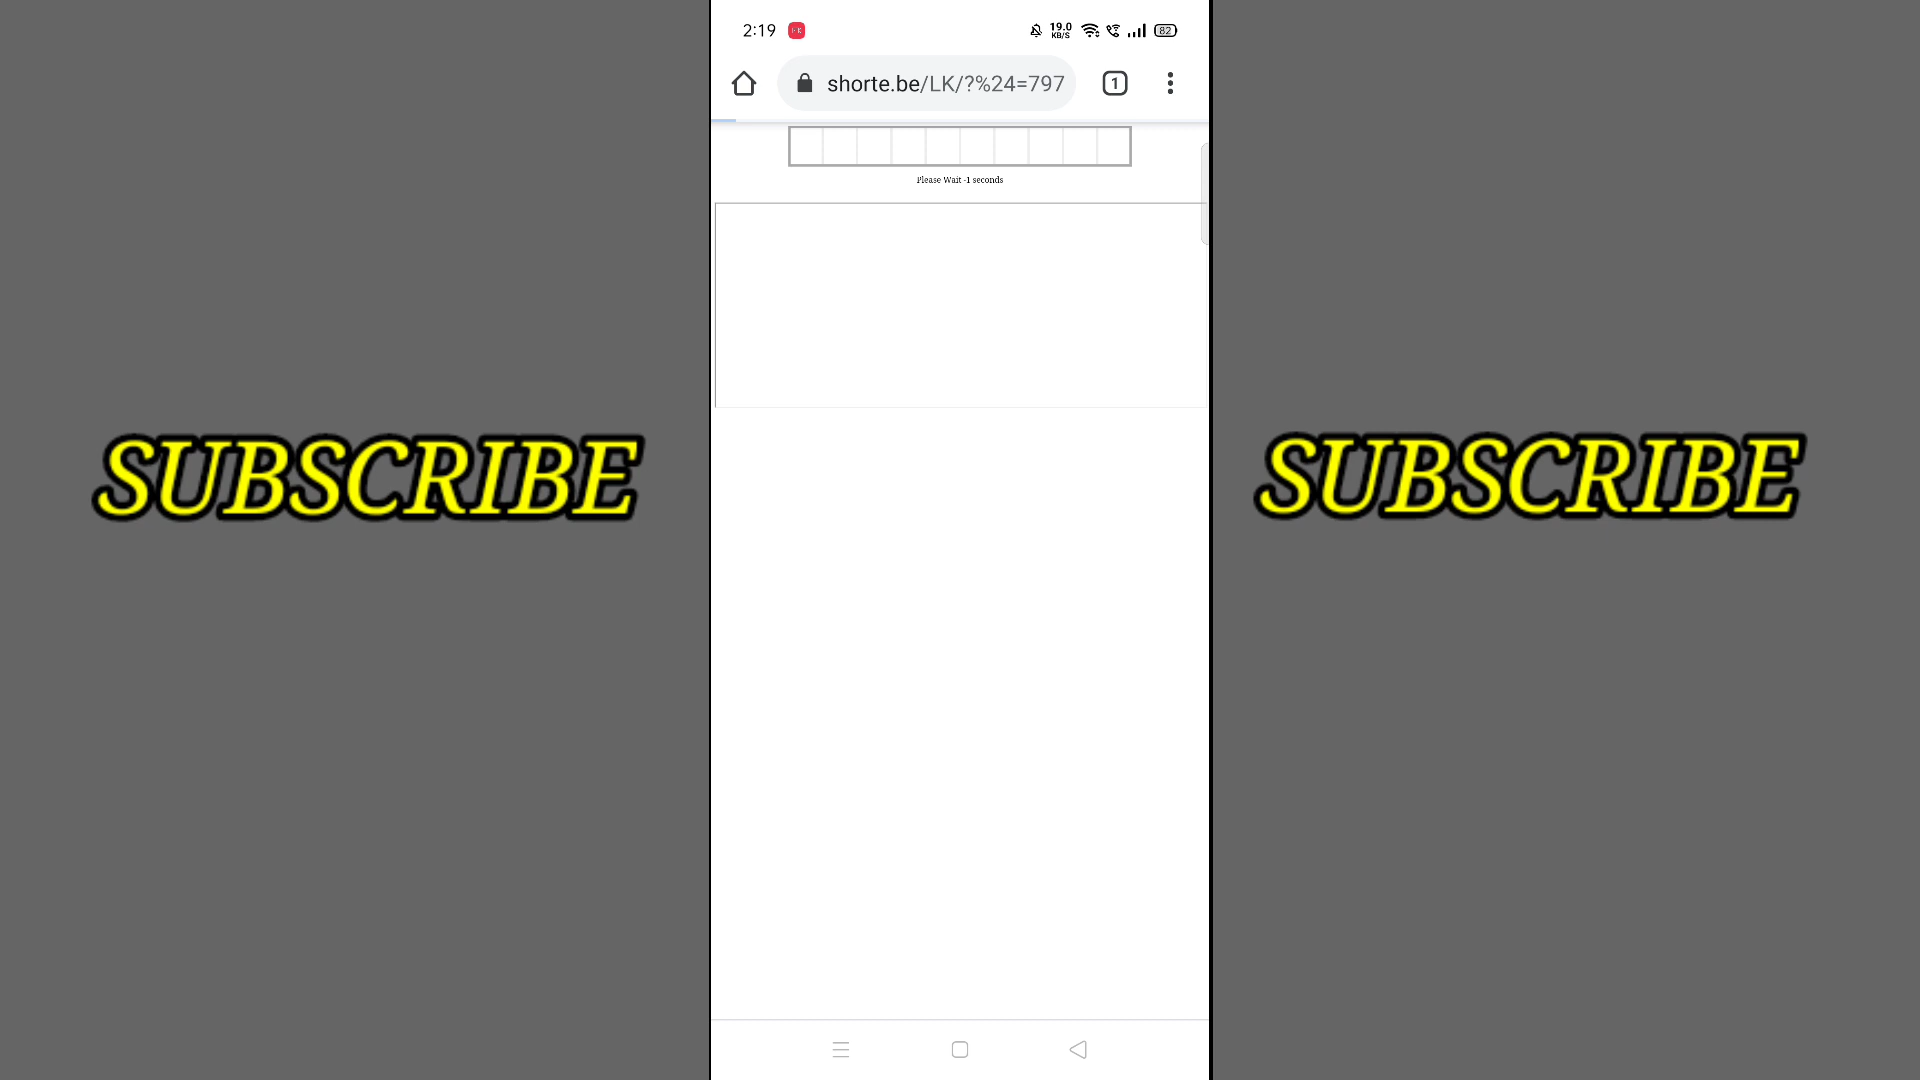 2:19
19.0
KB/S
82
shorte.be/LK/?%24=797
1
Please Wait -1 seconds
SUBSCRIBE
SUBSCRIBE